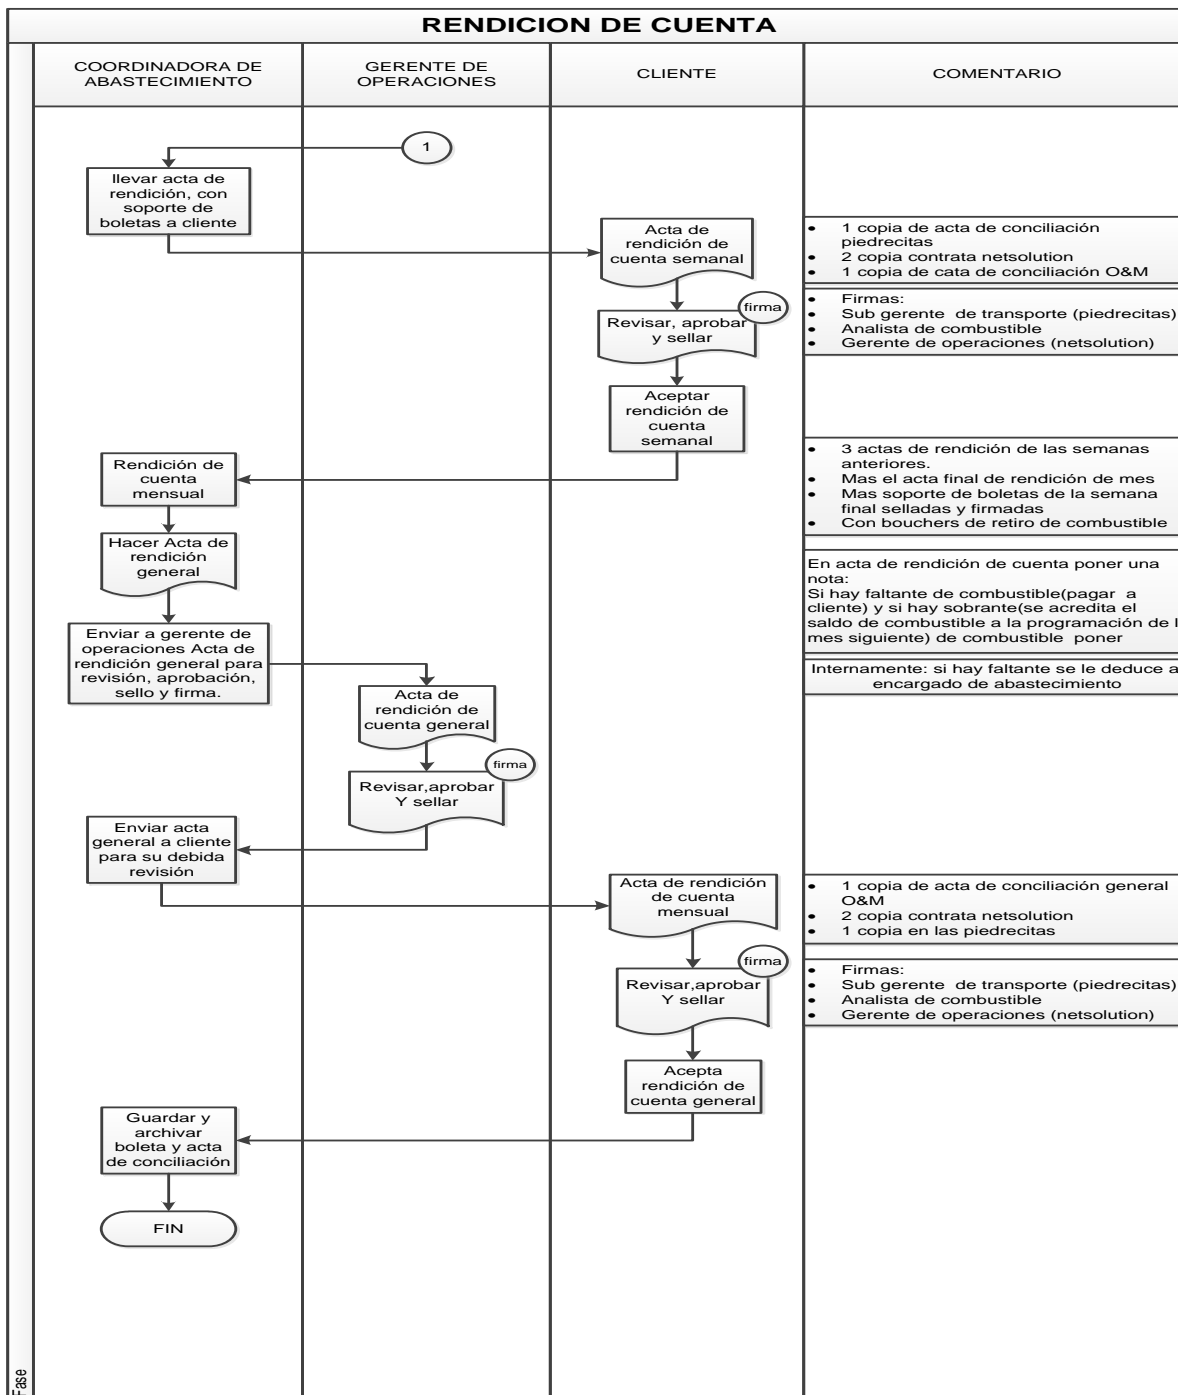 RENDICION DE CUENTA
COORDINADORA DE
ABASTECIMIENTO
GERENTE DE
OPERACIONES
CLIENTE
COMENTARIO
1
llevar acta de
rendición, con
soporte de
boletas a cliente
Acta de
rendición de
cuenta semanal
• 1 copia de acta de conciliación
piedrecitas
• 2 copia contrata netsolution
• 1 copia de cata de conciliación O&M
firma
Revisar, aprobar
y sellar
• Firmas:
• Sub gerente de transporte (piedrecitas)
• Analista de combustible
• Gerente de operaciones (netsolution)
Aceptar
rendición de
cuenta
semanal
Rendición de
cuenta
mensual
• 3 actas de rendición de las semanas
anteriores.
• Mas el acta final de rendición de mes
• Mas soporte de boletas de la semana
final selladas y firmadas
• Con bouchers de retiro de combustible
Hacer Acta de
rendición
general
En acta de rendición de cuenta poner una
nota:
Si hay faltante de combustible(pagar a
cliente) y si hay sobrante(se acredita el
saldo de combustible a la programación de l
mes siguiente) de combustible poner
Enviar a gerente de
operaciones Acta de
rendición general para
revisión, aprobación,
sello y firma.
Internamente: si hay faltante se le deduce a
encargado de abastecimiento
Acta de
rendición de
cuenta general
firma
Revisar,aprobar
Y sellar
Enviar acta
general a cliente
para su debida
revisión
Acta de rendición
de cuenta
mensual
• 1 copia de acta de conciliación general
O&M
• 2 copia contrata netsolution
• 1 copia en las piedrecitas
firma
Revisar,aprobar
Y sellar
• Firmas:
• Sub gerente de transporte (piedrecitas)
• Analista de combustible
• Gerente de operaciones (netsolution)
Acepta
rendición de
cuenta general
Guardar y
archivar
boleta y acta
de conciliación
FIN
Fase